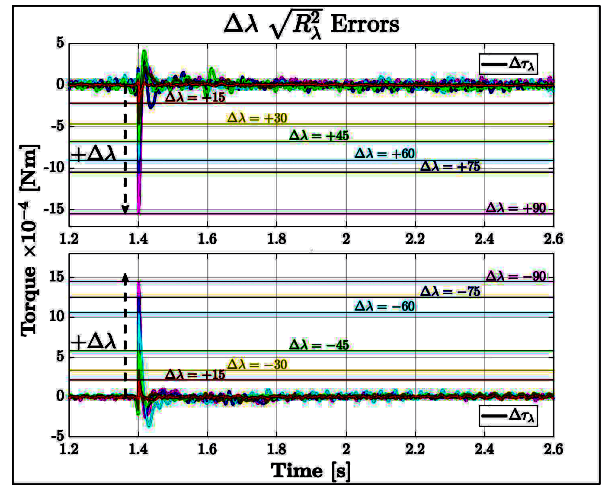 Δλ √R²_λ Errors
5
0
-5
-10
-15
Δτ_λ
Δλ = +15
Δλ = +30
Δλ = +45
+Δλ
Δλ = +60
Δλ = +75
Δλ = +90
1.2 1.4 1.6 1.8 2 2.2 2.4 2.6
Torque ×10⁻⁴ [Nm]
15
10
5
0
-5
Δλ = −90
Δλ = −75
Δλ = −60
+Δλ
Δλ = −45
Δλ = −30
Δλ = +15
Δτ_λ
1.2 1.4 1.6 1.8 2 2.2 2.4 2.6
Time [s]